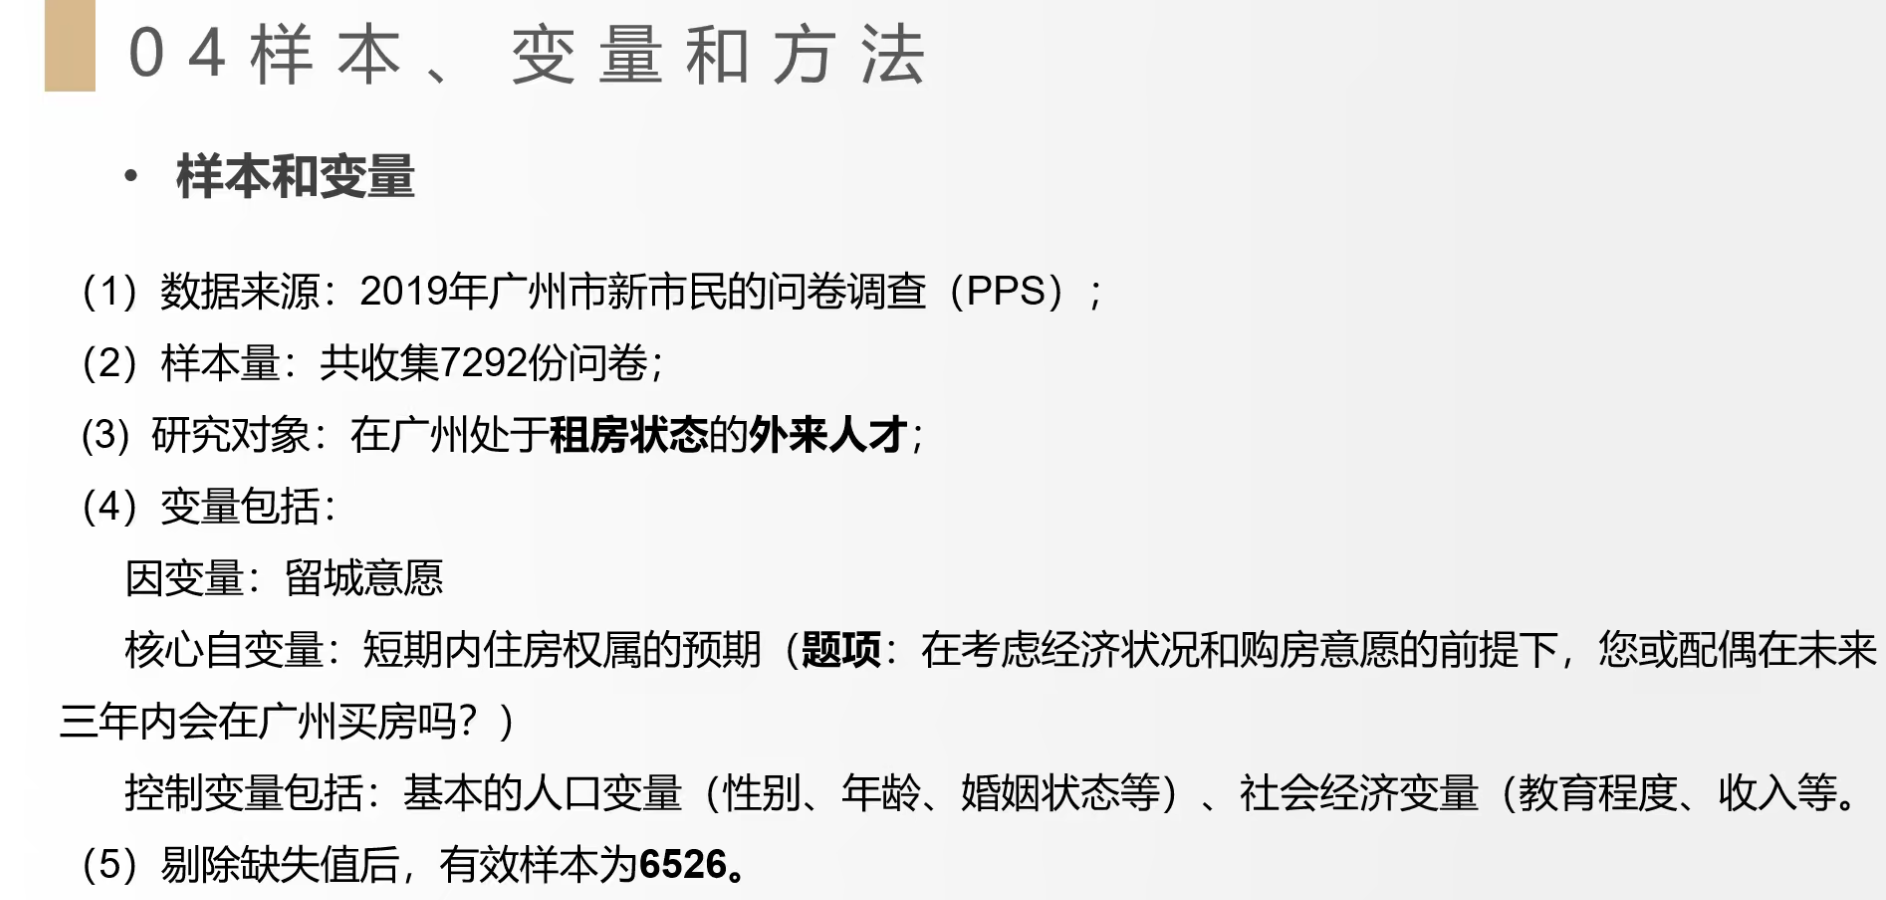 04样本、变量和方法
• 样本和变量
（1）数据来源：2019年广州市新市民的问卷调查（PPS）；
（2）样本量：共收集7292份问卷；
（3）研究对象：在广州处于租房状态的外来人才；
（4）变量包括：
因变量：留城意愿
核心自变量：短期内住房权属的预期（题项：在考虑经济状况和购房意愿的前提下，您或配偶在未来
三年内会在广州买房吗？）
控制变量包括：基本的人口变量（性别、年龄、婚姻状态等）、社会经济变量（教育程度、收入等。
（5）剔除缺失值后，有效样本为6526。